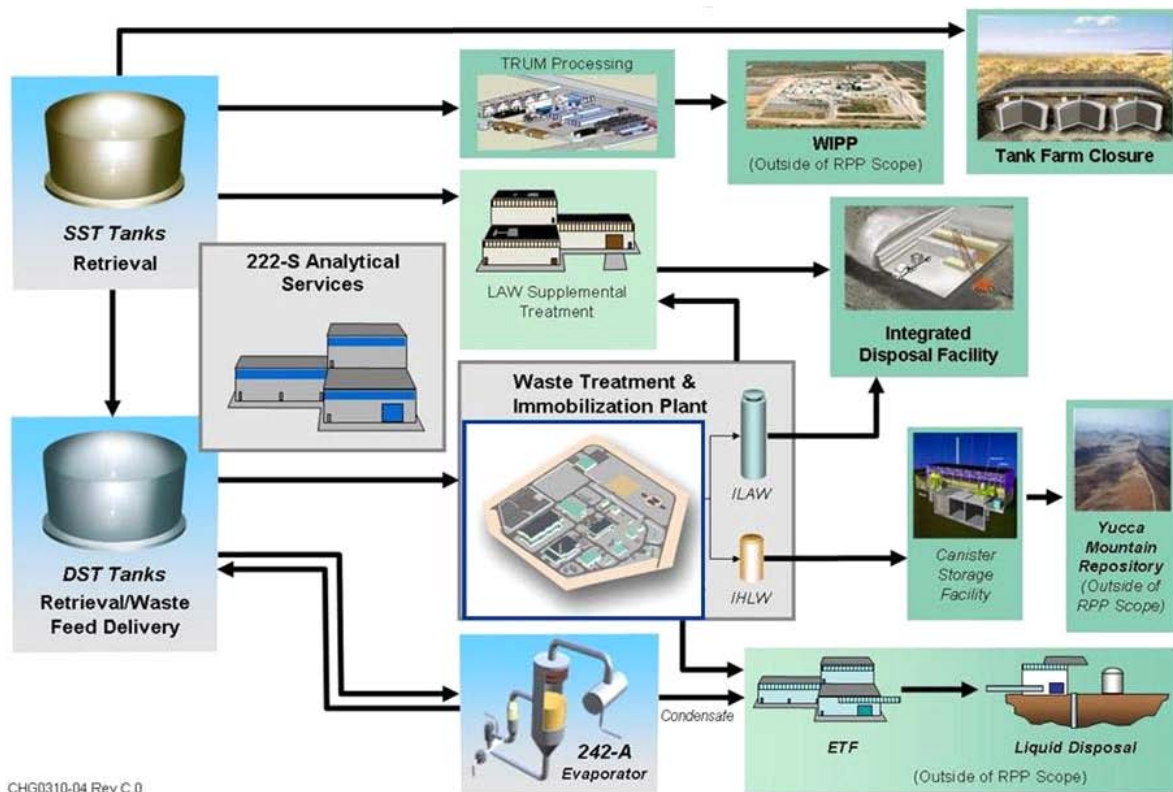 TRUM Processing
WIPP
(Outside of RPP Scope)
Tank Farm Closure
SST Tanks
Retrieval
222-S Analytical
Services
LAW Supplemental
Treatment
Integrated
Disposal Facility
Waste Treatment &
Immobilization Plant
ILAW
IHLW
Canister
Storage
Facility
Yucca
Mountain
Repository
(Outside of
RPP Scope)
DST Tanks
Retrieval/Waste
Feed Delivery
242-A
Evaporator
Condensate
ETF
Liquid Disposal
(Outside of RPP Scope)
CHG0310-04 Rev C.0